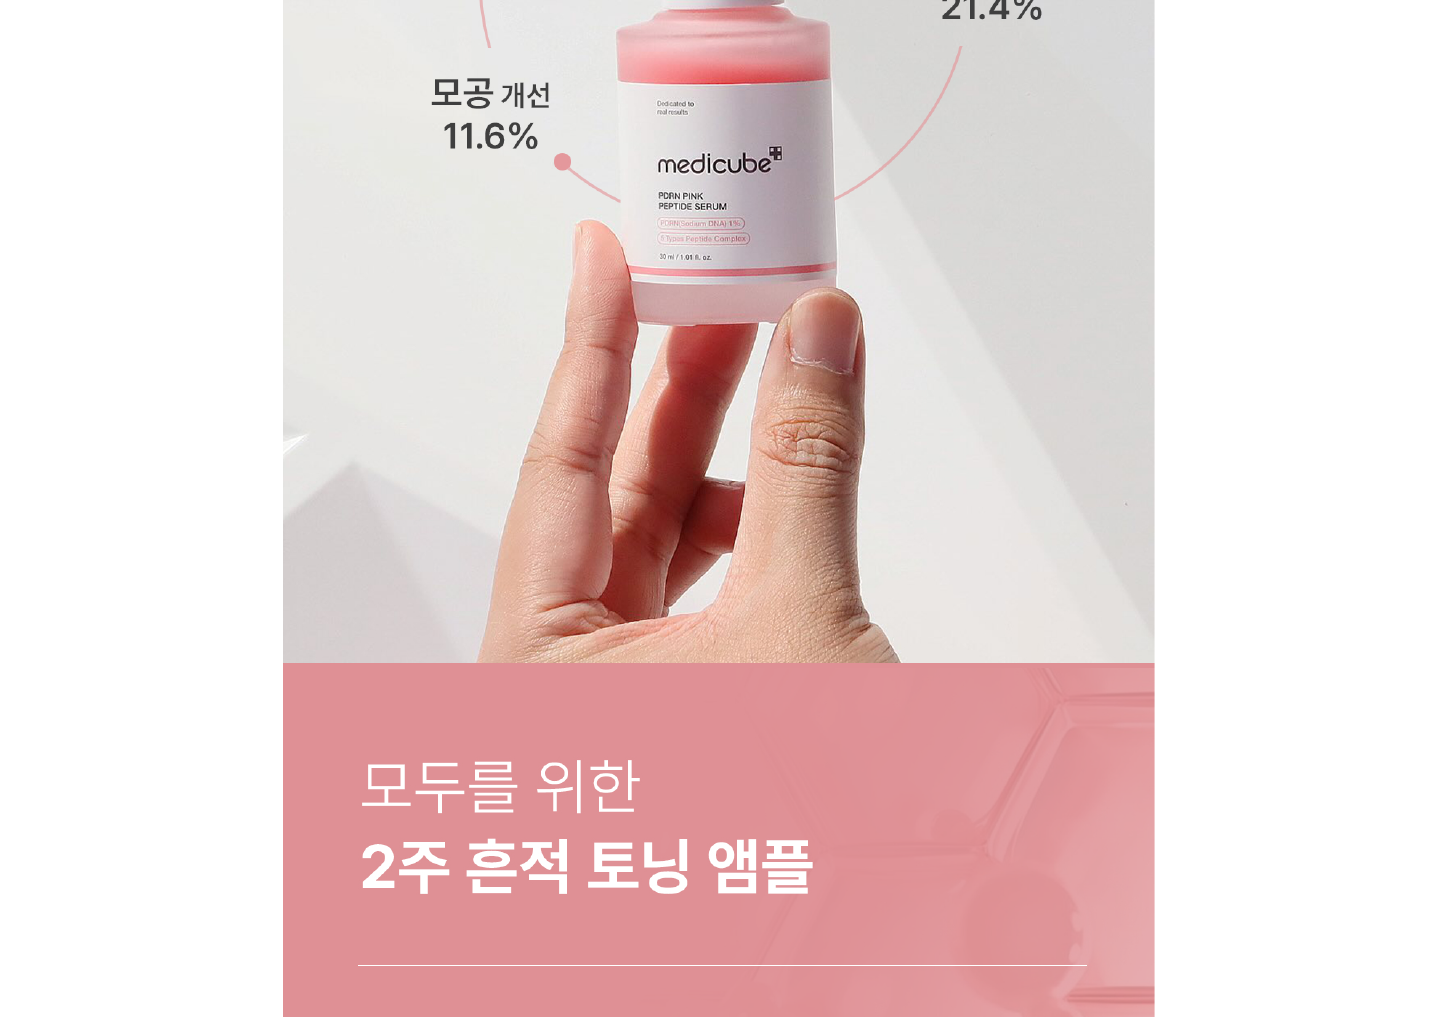 21.4%
모공 개선
11.6%
Dedicated to
real results
medicube
PDRN PINK
PEPTIDE SERUM
PDRN(Sodium DNA) 1%
5 Types Peptide Complex
30 ml / 1.01 fl. oz.
모두를 위한
2주 흔적 토닝 앰플